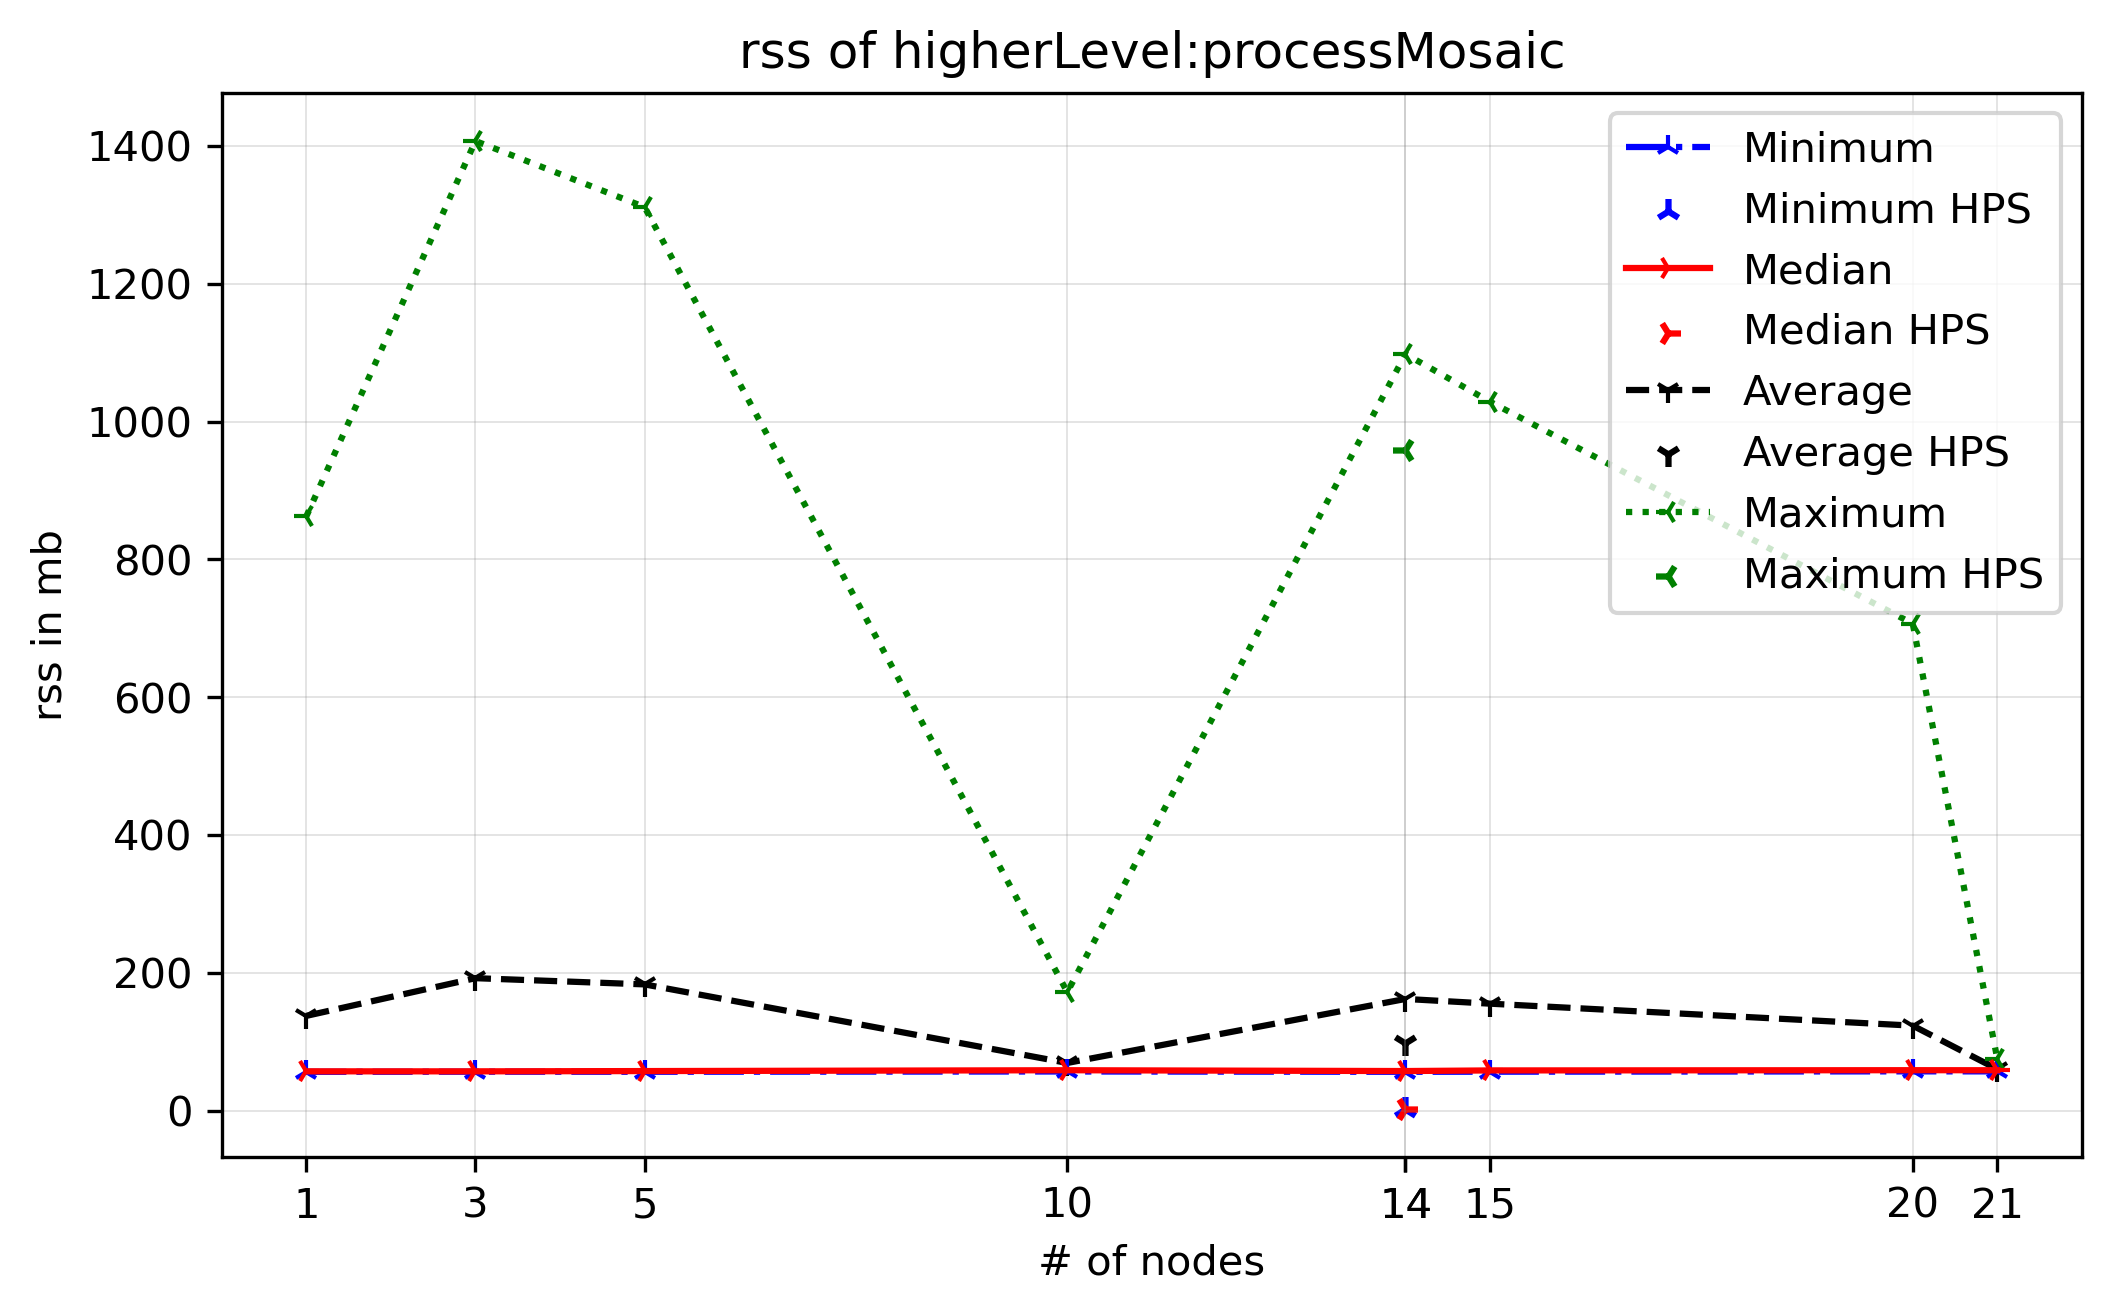 rss of higherLevel:processMosaic
1400
1200
1000
800
600
400
200
0
rss in mb
Minimum
Minimum HPS
Median
Median HPS
Average
Average HPS
Maximum
Maximum HPS
1 3 5 10 14 15 20 21
# of nodes